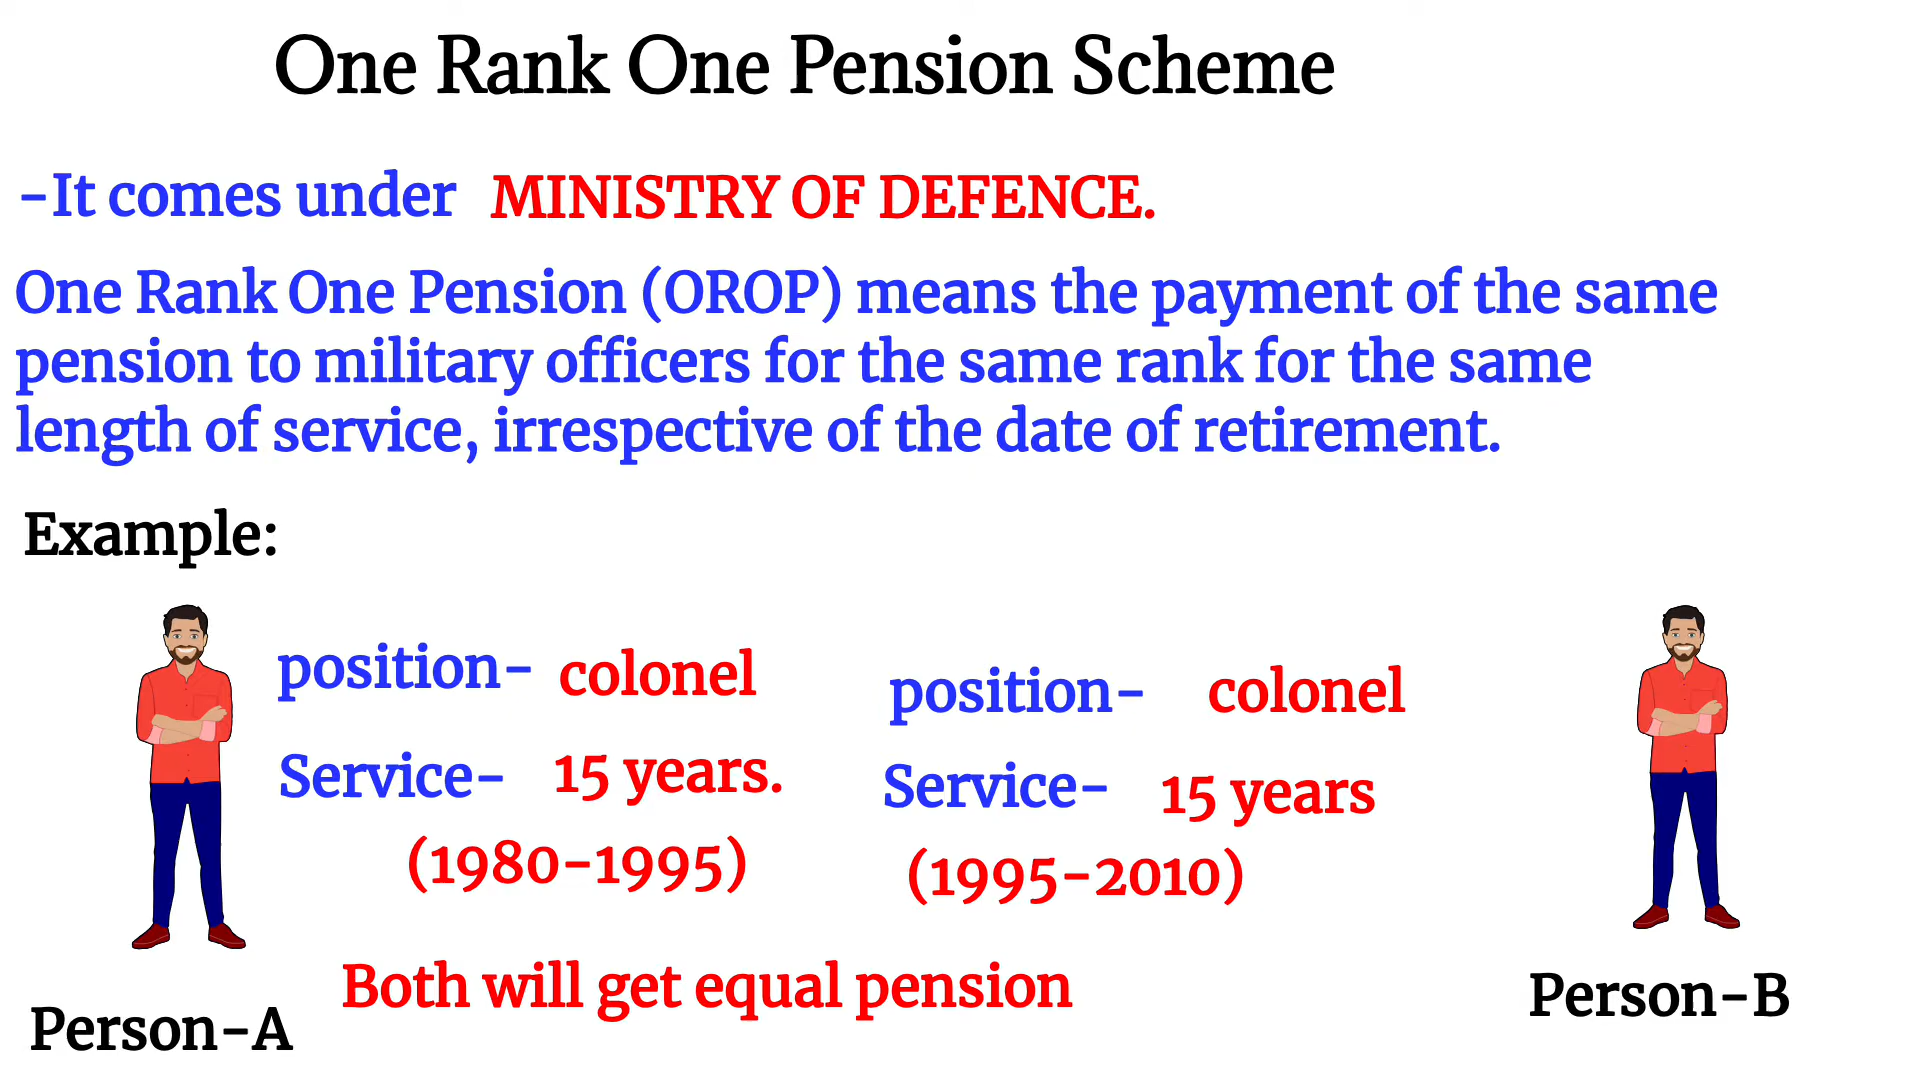 One Rank One Pension Scheme
-It comes under MINISTRY OF DEFENCE.
One Rank One Pension (OROP) means the payment of the same
pension to military officers for the same rank for the same
length of service, irrespective of the date of retirement.
Example:
position- colonel
Service- 15 years.
(1980-1995)
Person-A
position- colonel
Service- 15 years
(1995-2010)
Person-B
Both will get equal pension